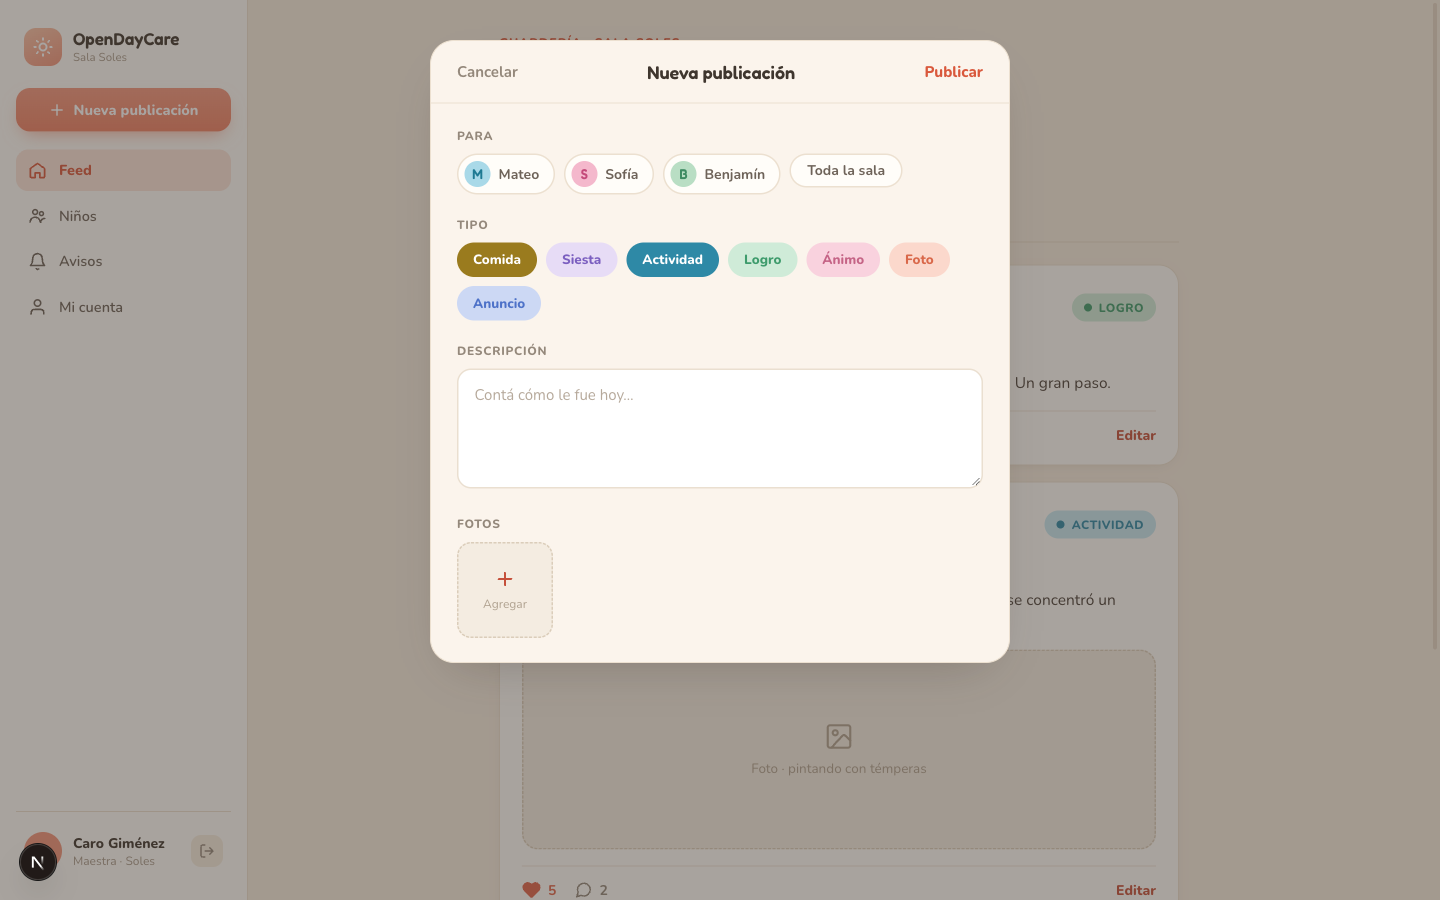 OpenDayCare
Sala Soles
Nueva publicación
Feed
Niños
Avisos
Mi cuenta
Caro Giménez
Maestra · Soles
N
Cancelar
Nueva publicación
Publicar
PARA
M Mateo
S Sofía
B Benjamín
Toda la sala
TIPO
Comida
Siesta
Actividad
Logro
Ánimo
Foto
Anuncio
DESCRIPCIÓN
Contá cómo le fue hoy...
FOTOS
Agregar
LOGRO
Un gran paso.
Editar
ACTIVIDAD
se concentró un
Foto · pintando con témperas
5
2
Editar